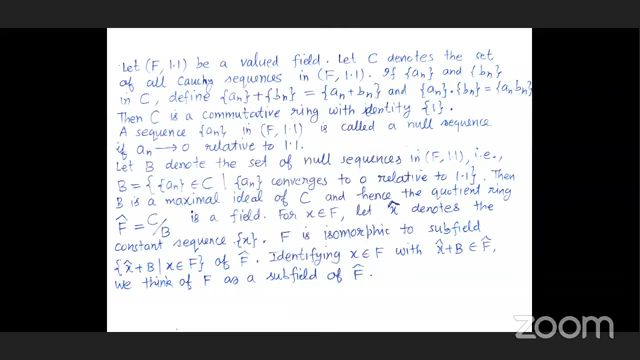 Let (F, |·|) be a valued field. Let C denotes the set
of all Cauchy sequences in (F, |·|). If {aₙ} and {bₙ}
in C, define {aₙ}+{bₙ} = {aₙ+bₙ} and {aₙ}·{bₙ} = {aₙbₙ}
Then C is a commutative ring with identity {1}.
A sequence {aₙ} in (F, |·|) is called a null sequence
if aₙ → 0 relative to |·|.
Let B denote the set of null sequences in (F, |·|), i.e.,
B = { {aₙ} ∈ C | {aₙ} converges to 0 relative to |·| }. Then
B is a maximal ideal of C and hence the quotient ring
F̂ = C/B is a field. For x ∈ F, let x̂ denotes the
constant sequence {x}. F is isomorphic to subfield
{x̂+B | x ∈ F} of F̂. Identifying x ∈ F with x̂+B ∈ F̂,
we think of F as a subfield of F̂.
zoom